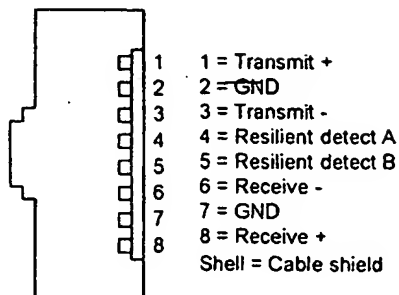 1 1 = Transmit +
2 2 = GND
3 3 = Transmit -
4 4 = Resilient detect A
5 5 = Resilient detect B
6 6 = Receive -
7 7 = GND
8 8 = Receive +
Shell = Cable shield